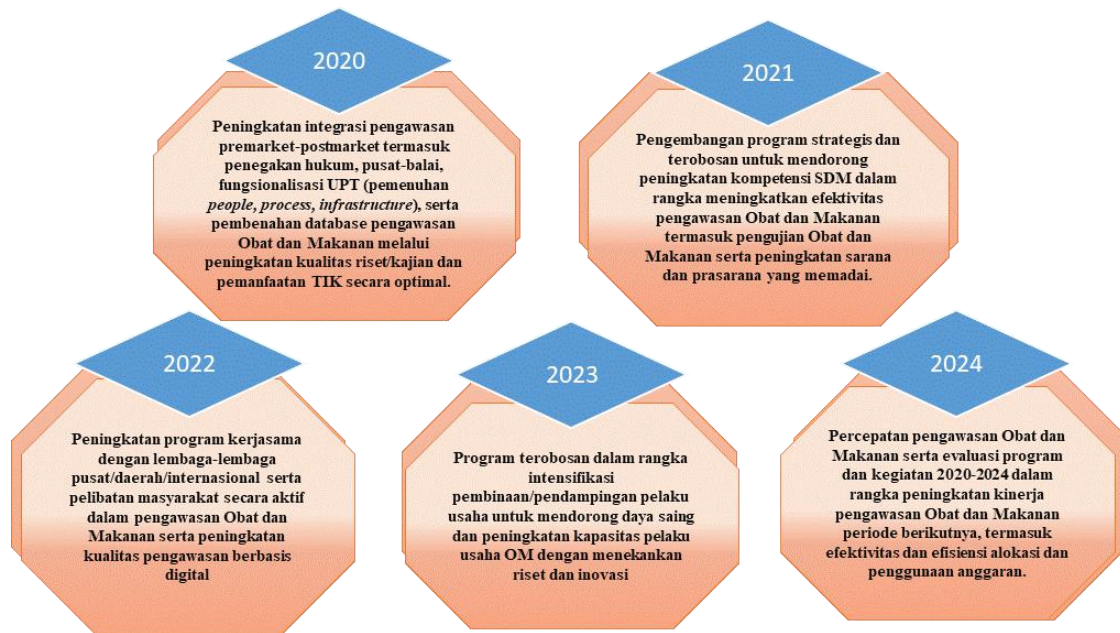 2020
Peningkatan integrasi pengawasan
premarket-postmarket termasuk
penegakan hukum, pusat-balai,
fungsionalisasi UPT (pemenuhan
people, process, infrastructure), serta
pembenahan database pengawasan
Obat dan Makanan melalui
peningkatan kualitas riset/kajian dan
pemanfaatan TIK secara optimal.
2021
Pengembangan program strategis dan
terobosan untuk mendorong
peningkatan kompetensi SDM dalam
rangka meningkatkan efektivitas
pengawasan Obat dan Makanan
termasuk pengujian Obat dan
Makanan serta peningkatan sarana
dan prasarana yang memadai.
2022
Peningkatan program kerjasama
dengan lembaga-lembaga
pusat/daerah/internasional serta
pelibatan masyarakat secara aktif
dalam pengawasan Obat dan
Makanan serta peningkatan
kualitas pengawasan berbasis
digital
2023
Program terobosan dalam rangka
intensifikasi
pembinaan/pendampingan pelaku
usaha untuk mendorong daya saing
dan peningkatan kapasitas pelaku
usaha OM dengan menekankan
riset dan inovasi
2024
Percepatan pengawasan Obat dan
Makanan serta evaluasi program
dan kegiatan 2020-2024 dalam
rangka peningkatan kinerja
pengawasan Obat dan Makanan
periode berikutnya, termasuk
efektivitas dan efisiensi alokasi dan
penggunaan anggaran.